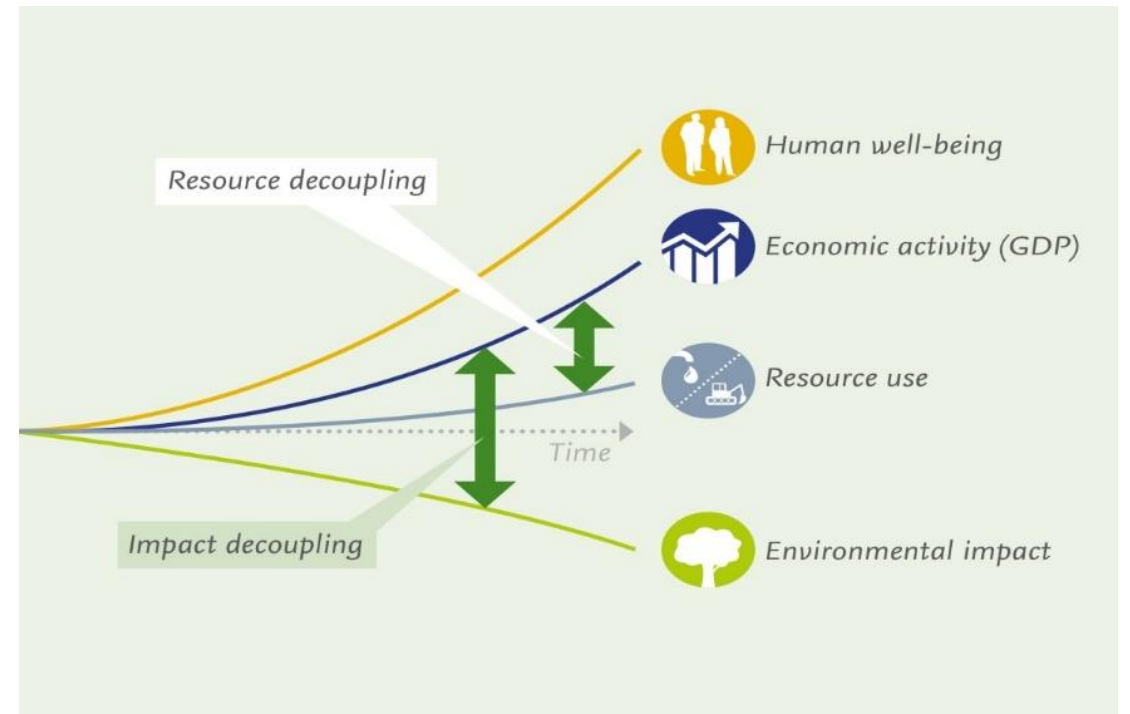 Human well-being
Resource decoupling
Economic activity (GDP)
Resource use
Time
Impact decoupling
Environmental impact